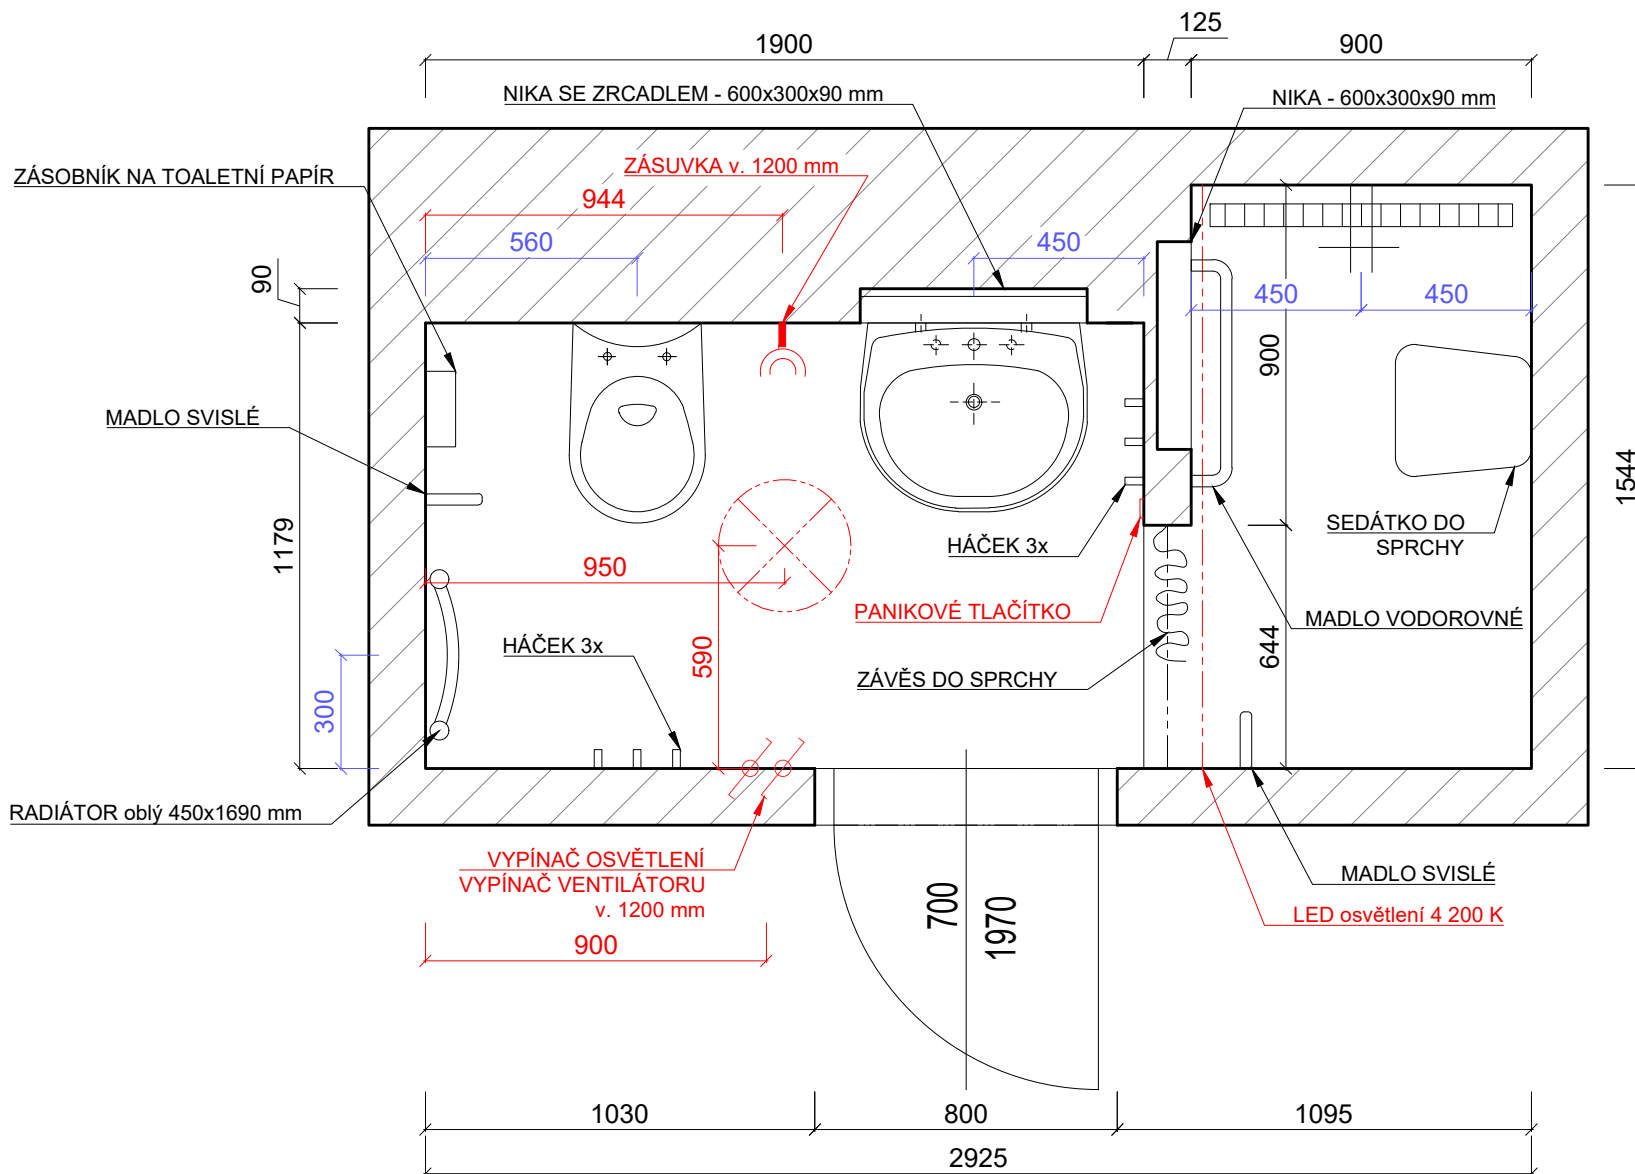 125
1900
900
NIKA SE ZRCADLEM - 600x300x90 mm
NIKA - 600x300x90 mm
ZÁSOBNÍK NA TOALETNÍ PAPÍR
ZÁSUVKA v. 1200 mm
944
560
450
90
450
450
900
MADLO SVISLÉ
1179
1544
SEDÁTKO DO
SPRCHY
HÁČEK 3x
950
PANIKOVÉ TLAČÍTKO
MADLO VODOROVNÉ
590
644
HÁČEK 3x
ZÁVĚS DO SPRCHY
300
RADIÁTOR oblý 450x1690 mm
VYPÍNAČ OSVĚTLENÍ
VYPÍNAČ VENTILÁTORU
v. 1200 mm
900
700
1970
MADLO SVISLÉ
LED osvětlení 4 200 K
1030
800
1095
2925